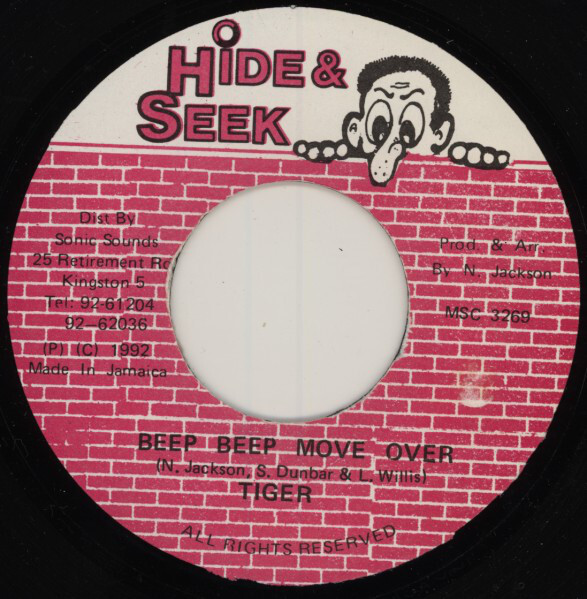 HIDE &
SEEK
Dist By
Sonic Sounds
25 Retirement Rd
Kingston 5
Tel: 92-61204
92-62036
(P) (C) 1992
Made In Jamaica
Prod. & Arr.
By N. Jackson
MSC 3269
BEEP BEEP MOVE OVER
(N. Jackson, S. Dunbar & L. Willis)
TIGER
ALL RIGHTS RESERVED